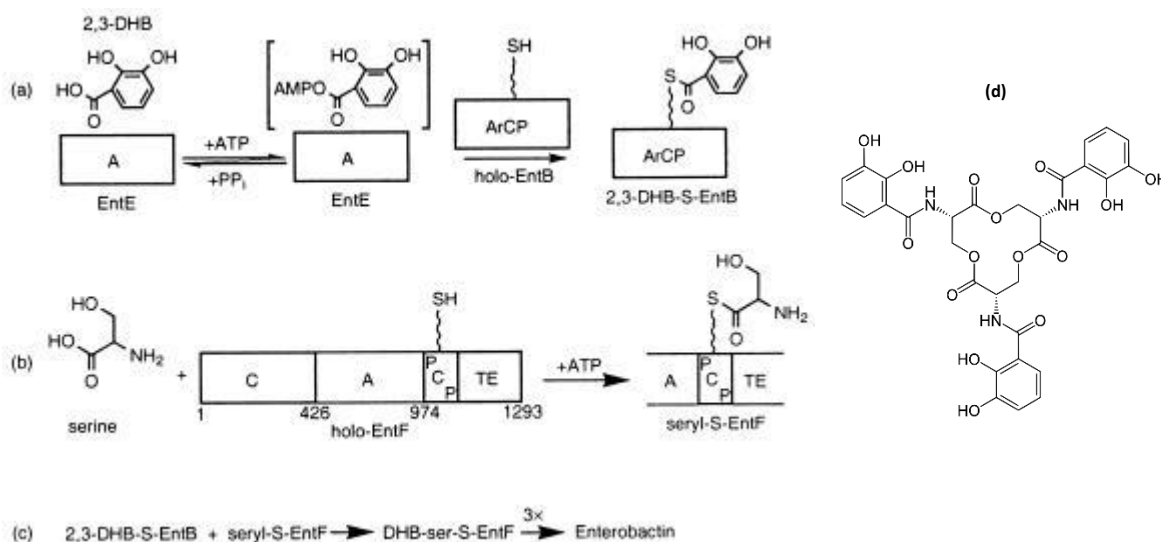 2,3-DHB
(a)
HO OH
HO
O
A
EntE
+ATP
+PPi
HO OH
AMPO
O
A
EntE
SH
ArCP
holo-EntB
HO OH
S
O
ArCP
2,3-DHB-S-EntB
(b)
HO
HO
NH2
O
serine
+
SH
C A P C P TE
1 426 974 1293
holo-EntF
+ATP
HO
S
NH2
O
A P C P TE
seryl-S-EntF
(c) 2,3-DHB-S-EntB + seryl-S-EntF DHB-ser-S-EntF 3× Enterobactin
(d)
OH
OH
O
HN
O
O
O
NH
O
OH
OH
O
O
O
O
HN
O
HO
HO